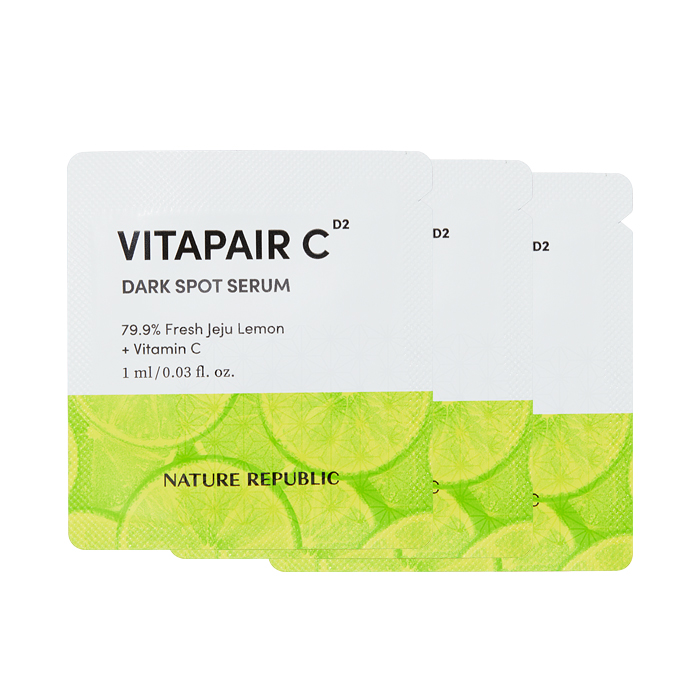 VITAPAIR C D2
DARK SPOT SERUM
79.9% Fresh Jeju Lemon
+ Vitamin C
1 ml/0.03 fl. oz.
NATURE REPUBLIC
D2
C
D2
C